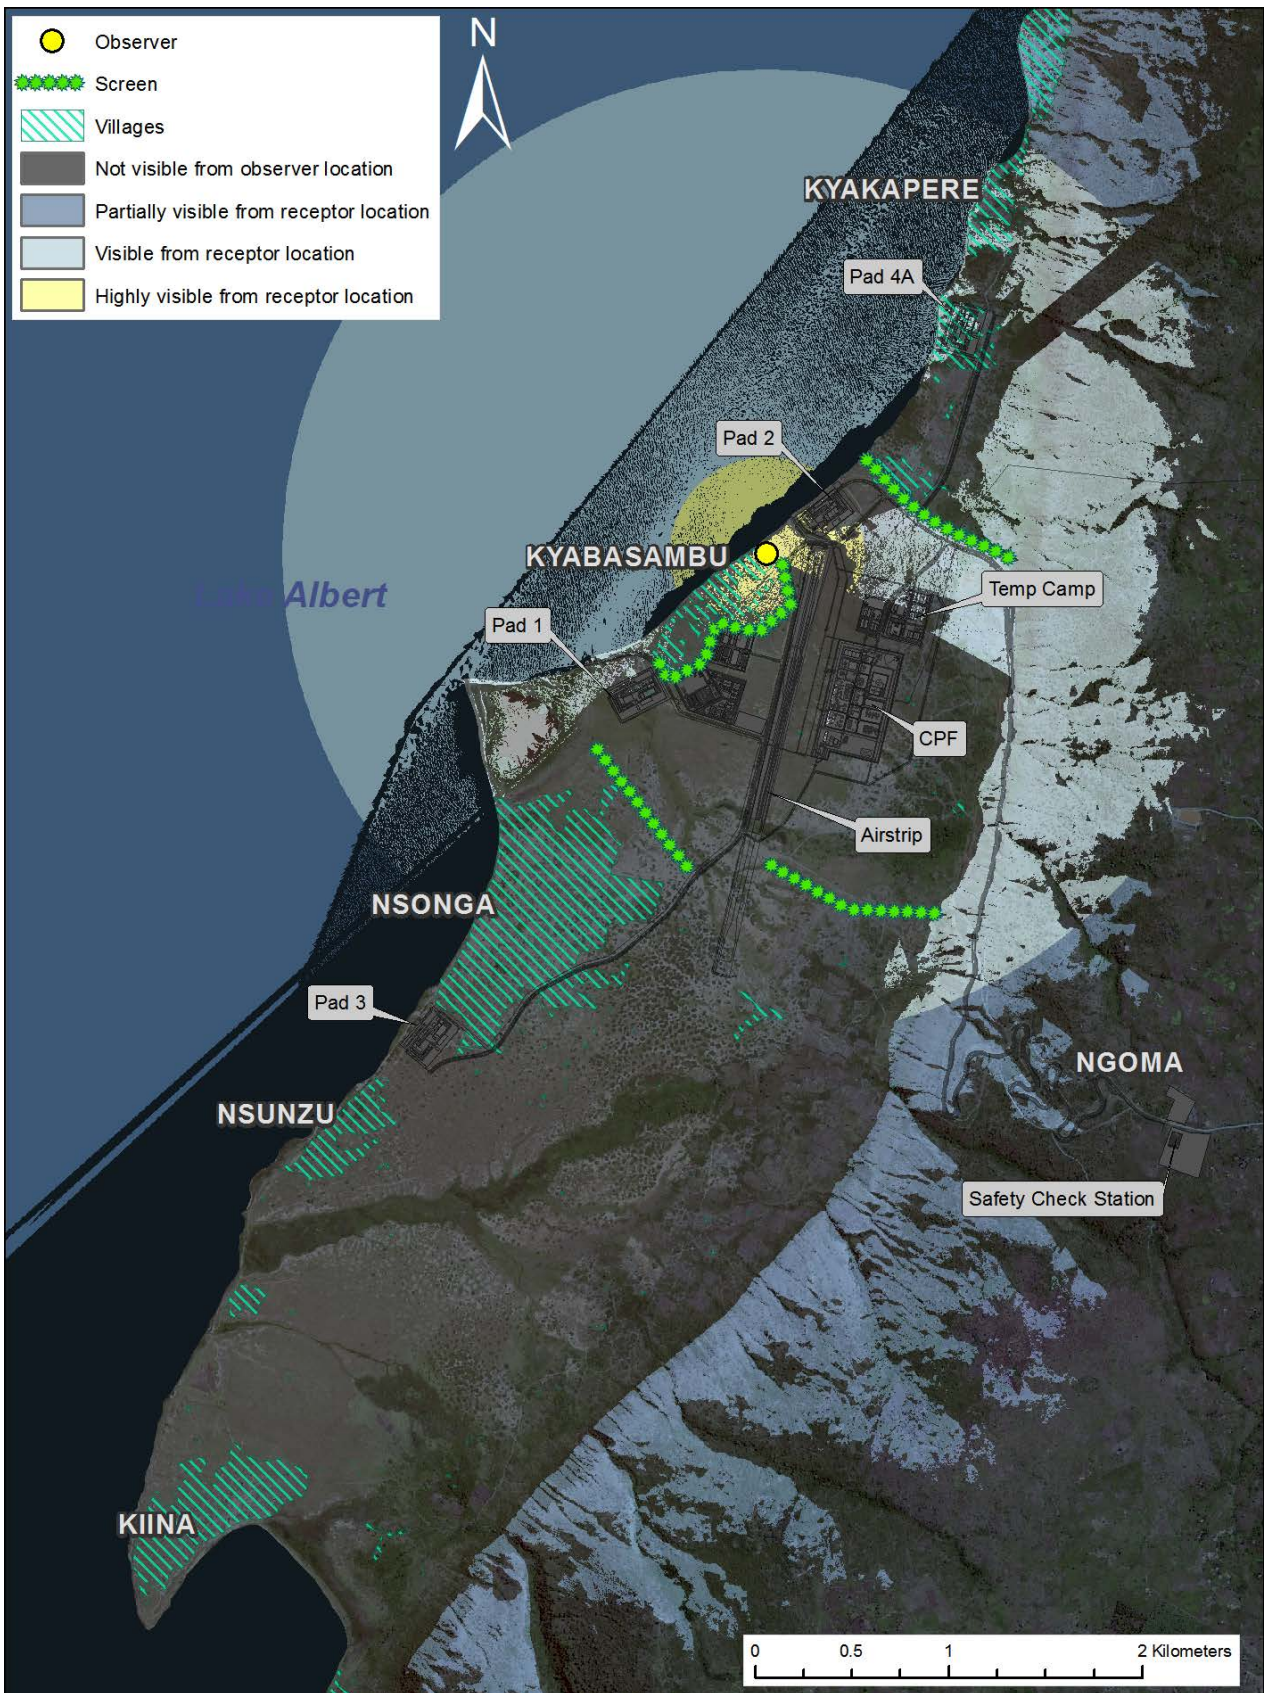 Observer
Screen
Villages
Not visible from observer location
Partially visible from receptor location
Visible from receptor location
Highly visible from receptor location
N
KYAKAPERE
Pad 4A
Pad 2
KYABASAMBU
Lake Albert
Temp Camp
Pad 1
CPF
Airstrip
NSONGA
Pad 3
NGOMA
NSUNZU
Safety Check Station
KIINA
0 0.5 1 2 Kilometers